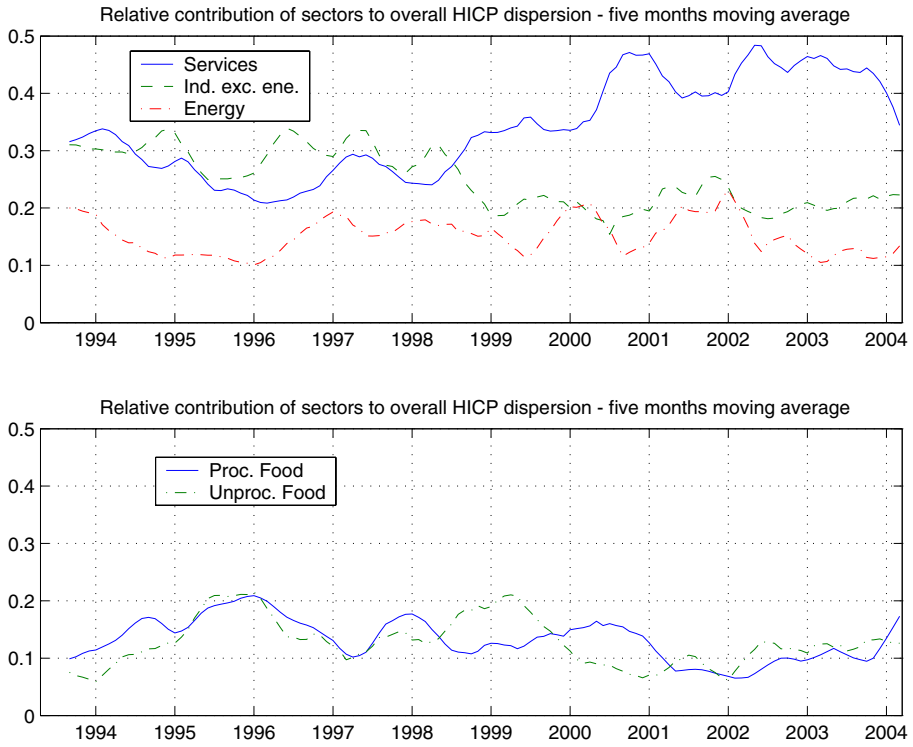 Relative contribution of sectors to overall HICP dispersion - five months moving average
0.5
0.4
0.3
0.2
0.1
0
Services
Ind. exc. ene.
Energy
1994 1995 1996 1997 1998 1999 2000 2001 2002 2003 2004
Relative contribution of sectors to overall HICP dispersion - five months moving average
0.5
0.4
0.3
0.2
0.1
0
Proc. Food
Unproc. Food
1994 1995 1996 1997 1998 1999 2000 2001 2002 2003 2004